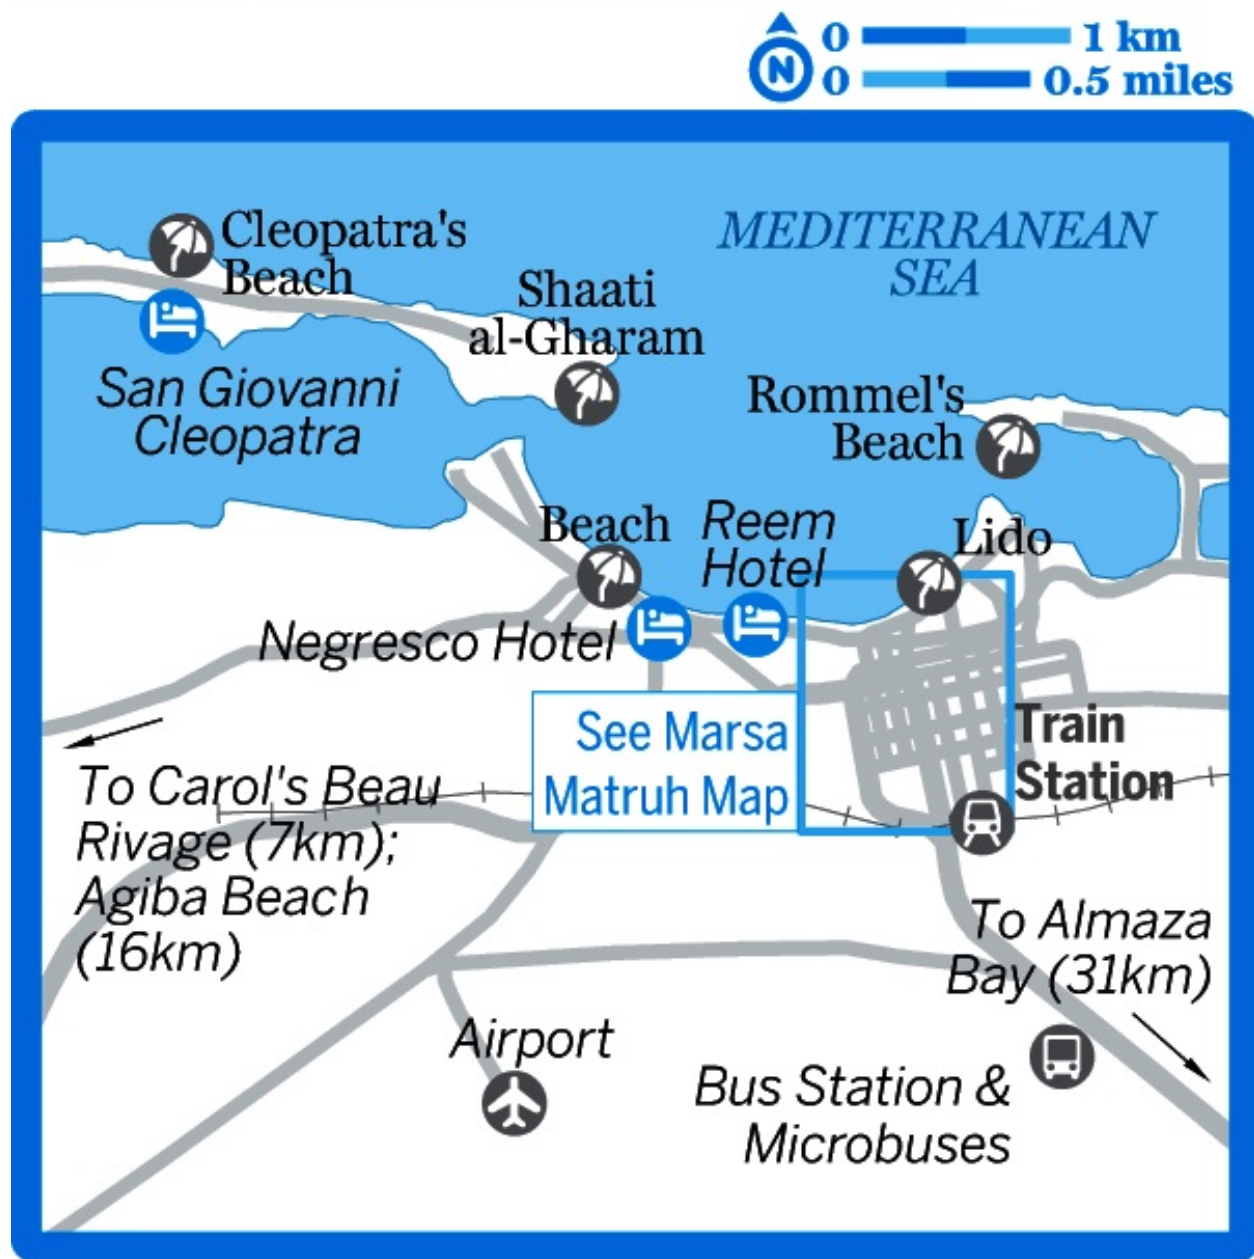 N
0 1 km
0 0.5 miles
Cleopatra's
Beach
MEDITERRANEAN
SEA
Shaati
al-Gharam
San Giovanni
Cleopatra
Rommel's
Beach
Beach
Reem
Hotel
Lido
Negresco Hotel
See Marsa
Matruh Map
Train
Station
To Carol's Beau
Rivage (7km);
Agiba Beach
(16km)
To Almaza
Bay (31km)
Airport
Bus Station &
Microbuses